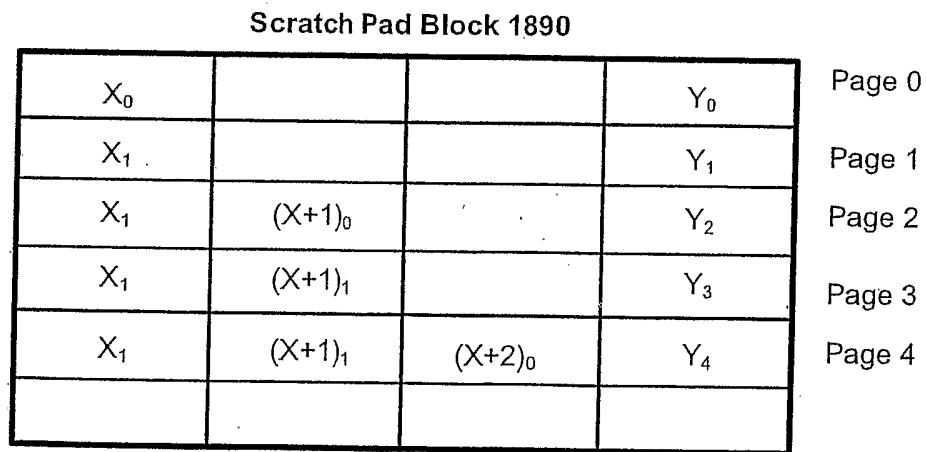 Scratch Pad Block 1890
X₀ Y₀ Page 0
X₁ Y₁ Page 1
X₁ (X+1)₀ Y₂ Page 2
X₁ (X+1)₁ Y₃ Page 3
X₁ (X+1)₁ (X+2)₀ Y₄ Page 4